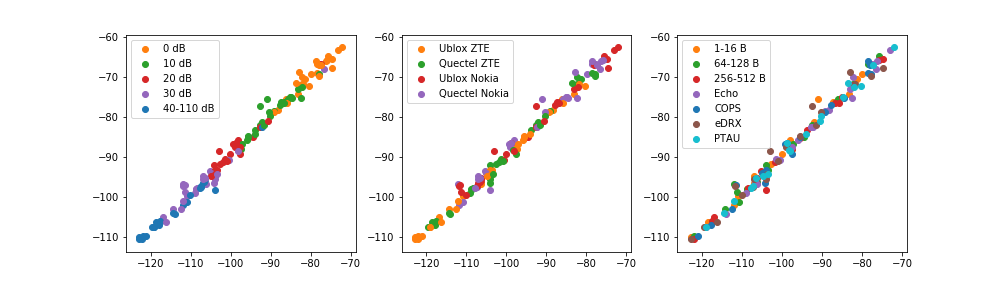 0 dB
10 dB
20 dB
30 dB
40-110 dB
−60
−70
−80
−90
−100
−110
−120
−110
−100
−90
−80
−70
Ublox ZTE
Quectel ZTE
Ublox Nokia
Quectel Nokia
−60
−70
−80
−90
−100
−110
−120
−110
−100
−90
−80
−70
1-16 B
64-128 B
256-512 B
Echo
COPS
eDRX
PTAU
−60
−70
−80
−90
−100
−110
−120
−110
−100
−90
−80
−70